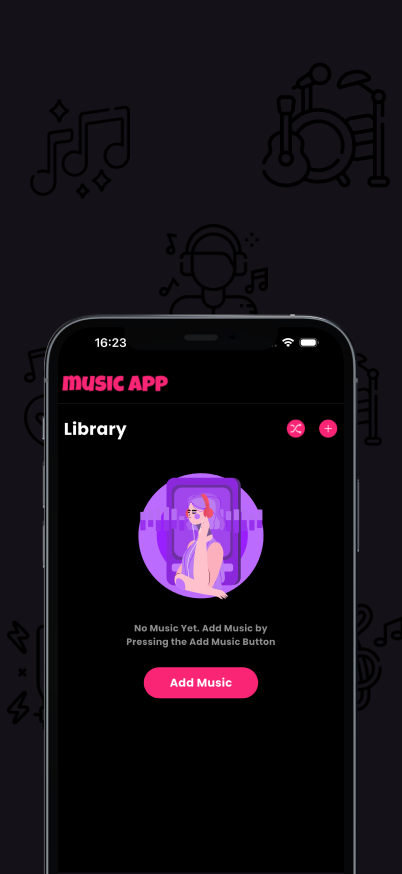 16:23
music App
Library
No Music Yet. Add Music by
Pressing the Add Music Button
Add Music